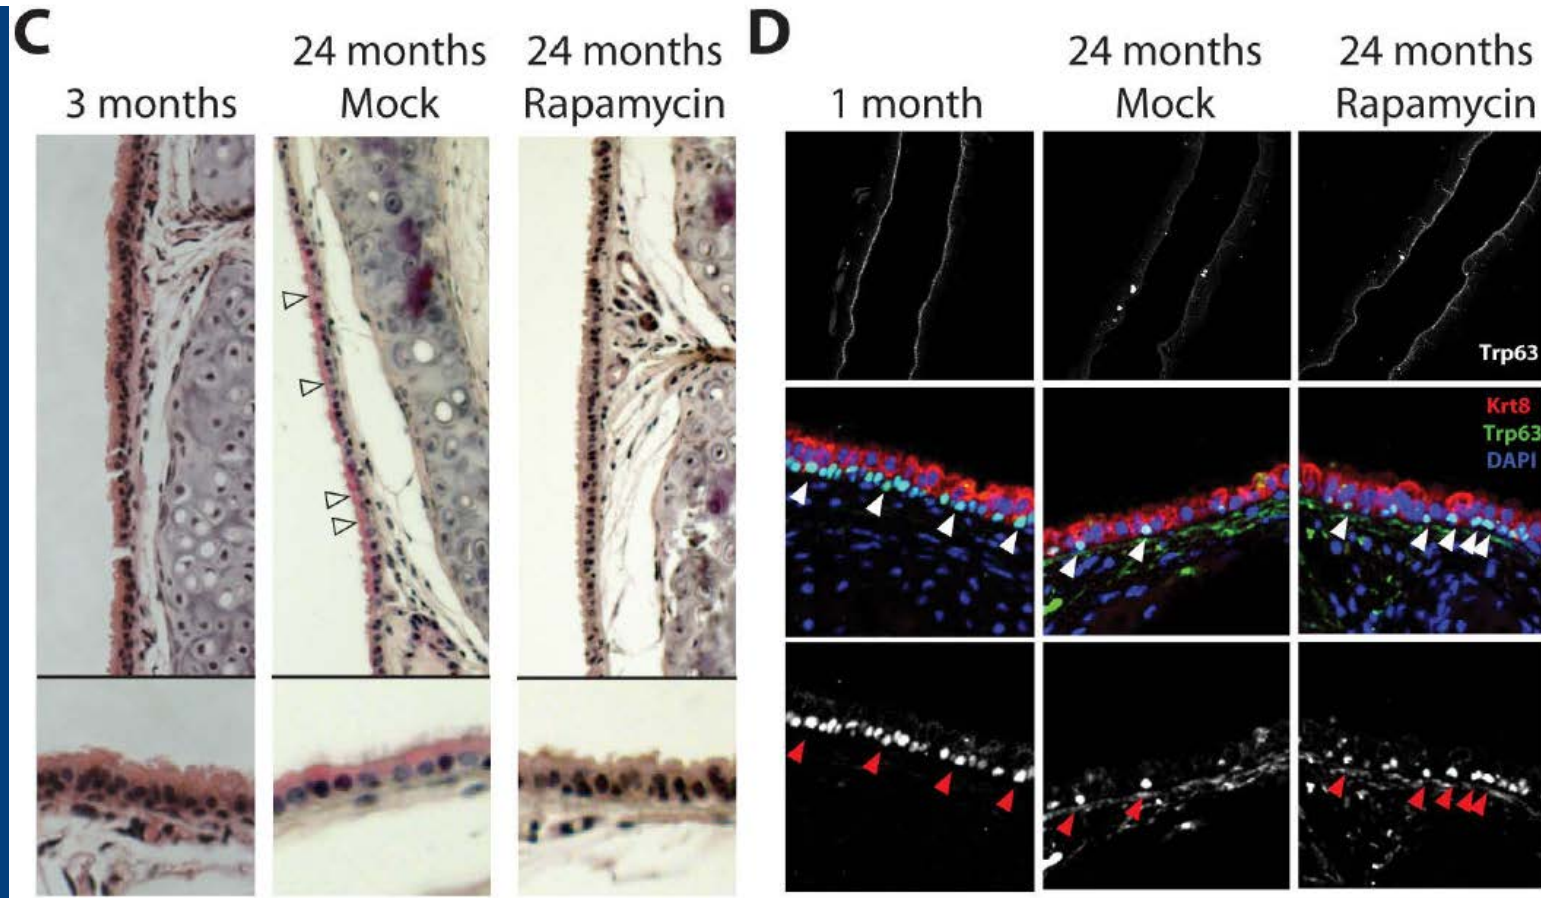 C
3 months
24 months
Mock
24 months
Rapamycin
D
1 month
24 months
Mock
24 months
Rapamycin
Trp63
Krt8
Trp63
DAPI